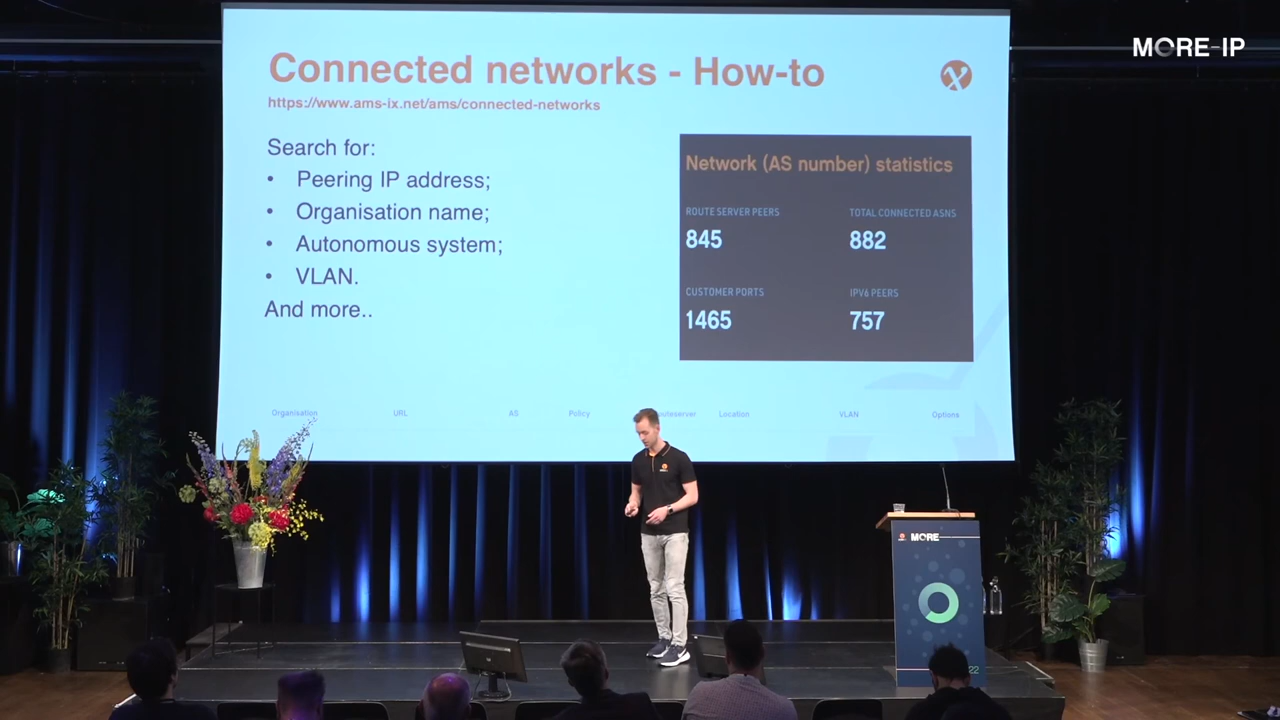 MORE-IP
Connected networks - How-to
https://www.ams-ix.net/ams/connected-networks
Search for:
• Peering IP address;
• Organisation name;
• Autonomous system;
• VLAN.
And more..
Network (AS number) statistics
ROUTE SERVER PEERS TOTAL CONNECTED ASNS
845 882
CUSTOMER PORTS IPV6 PEERS
1465 757
Organisation URL AS Policy Location VLAN Options
MORE
22